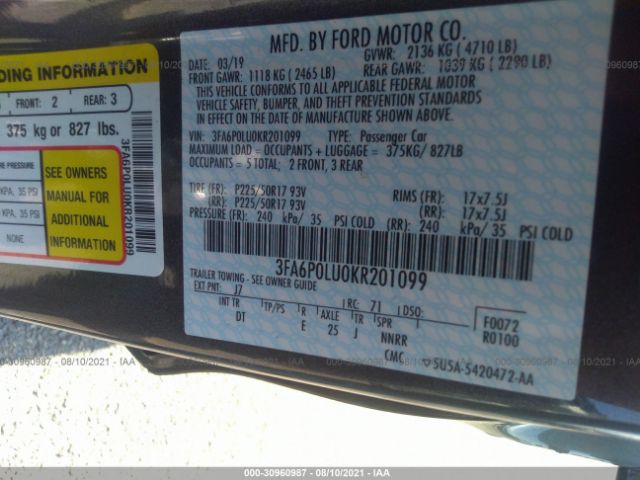 DING INFORMATION
FRONT: 2 REAR: 3
375 kg or 827 lbs.
KPA, 35 PSI
KPA, 35 PSI
NONE
SEE OWNERS
MANUAL FOR
ADDITIONAL
INFORMATION
3FA6P0LU0KR201099
MFD. BY FORD MOTOR CO.
DATE: 03/19 GVWR: 2136 KG (4710 LB)
FRONT GAWR: 1118 KG (2465 LB) REAR GAWR: 1039 KG (2290 LB)
THIS VEHICLE CONFORMS TO ALL APPLICABLE FEDERAL MOTOR
VEHICLE SAFETY, BUMPER, AND THEFT PREVENTION STANDARDS
IN EFFECT ON THE DATE OF MANUFACTURE SHOWN ABOVE.
VIN: 3FA6P0LU0KR201099 TYPE: Passenger Car
MAXIMUM LOAD = OCCUPANTS + LUGGAGE = 375KG/ 827LB
OCCUPANTS = 5 TOTAL; 2 FRONT, 3 REAR
TIRE (FR): P225/50R17 93V RIMS (FR): 17x7.5J
(RR): P225/50R17 93V (RR): 17x7.5J
PRESSURE (FR): 240 kPa/ 35 PSI COLD (RR): 240 kPa/ 35 PSI COLD
3FA6P0LU0KR201099
TRAILER TOWING - SEE OWNER GUIDE
EXT PNT: J7 RC: 71 DSO:
INT TR TP/PS R AXLE TR SPR F0072
DT E 25 J NNRR R0100
CMC 5U5A-5420472-AA
000-30960987 - 08/10/2021 - IAA
000-30960987 - 08/10/2021 - IAA